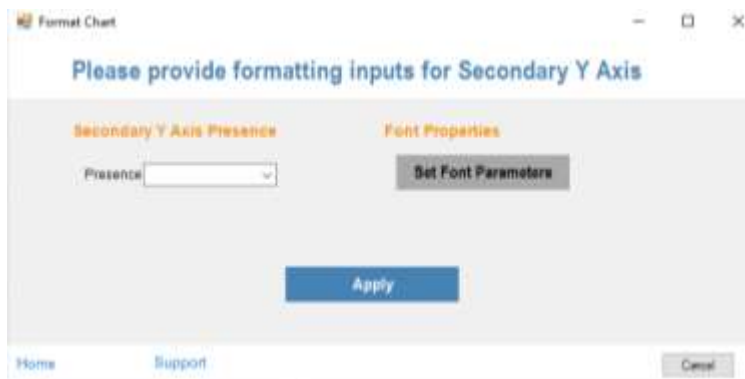 Format Chart
Please provide formatting inputs for Secondary Y Axis
Secondary Y Axis Presence
Font Properties
Presence
Set Font Parameters
Apply
Home
Support
Cancel